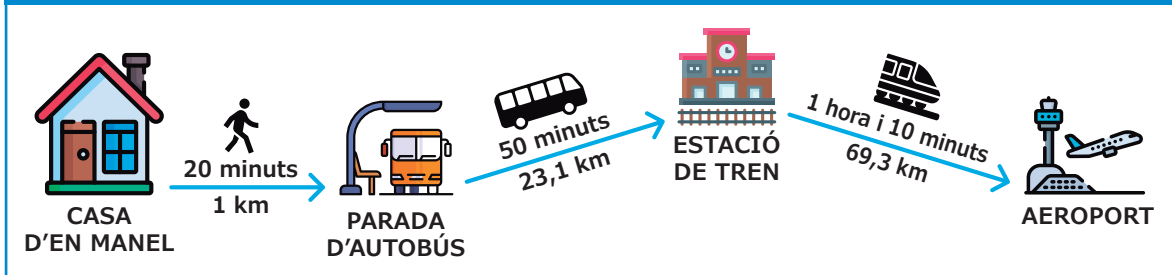 20 minuts
1 km
50 minuts
23,1 km
1 hora i 10 minuts
69,3 km
CASA
D'EN MANEL
PARADA
D'AUTOBÚS
ESTACIÓ
DE TREN
AEROPORT